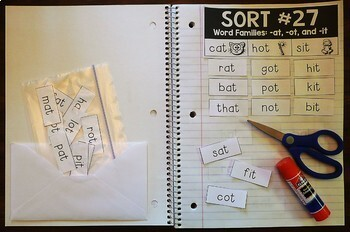 SORT #27
Word Families: -at, -ot, and -it
cat hot sit
rat got hit
bat pot kit
that not bit
sat
fit
cot
mat
rot
pat
pit